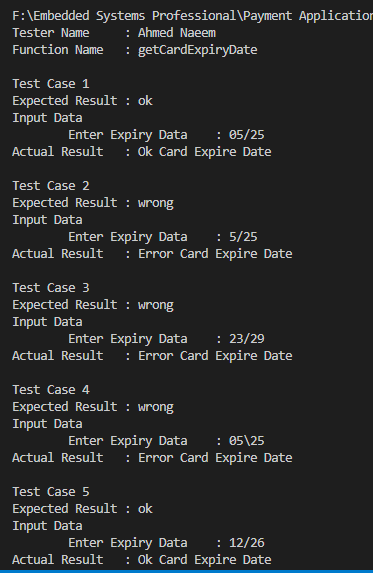 F:\Embedded Systems Professional\Payment Application
Tester Name     : Ahmed Naeem
Function Name   : getCardExpiryDate
Test Case 1
Expected Result : ok
Input Data
Enter Expiry Data    : 05/25
Actual Result   : Ok Card Expire Date
Test Case 2
Expected Result : wrong
Input Data
Enter Expiry Data    : 5/25
Actual Result   : Error Card Expire Date
Test Case 3
Expected Result : wrong
Input Data
Enter Expiry Data    : 23/29
Actual Result   : Error Card Expire Date
Test Case 4
Expected Result : wrong
Input Data
Enter Expiry Data    : 05\25
Actual Result   : Error Card Expire Date
Test Case 5
Expected Result : ok
Input Data
Enter Expiry Data    : 12/26
Actual Result   : Ok Card Expire Date